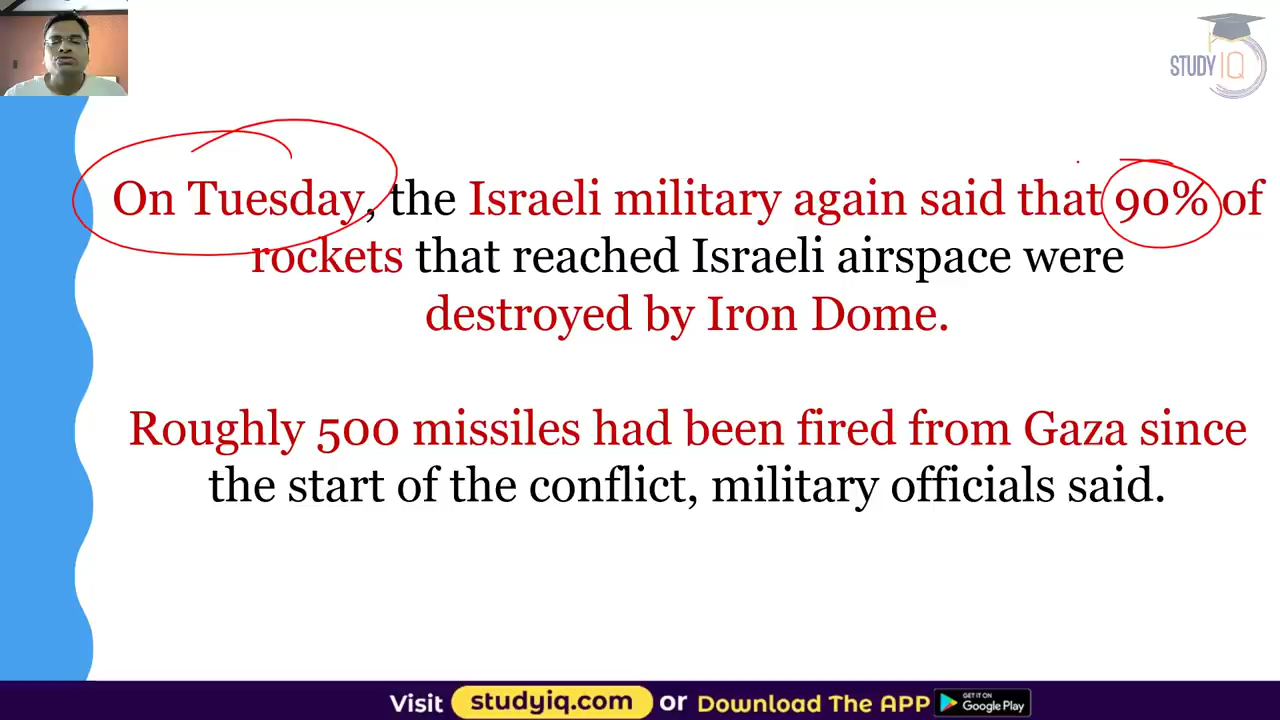 STUDY IQ
On Tuesday, the Israeli military again said that 90% of
rockets that reached Israeli airspace were
destroyed by Iron Dome.
Roughly 500 missiles had been fired from Gaza since
the start of the conflict, military officials said.
Visit studyiq.com or Download The APP GET IT ON Google Play